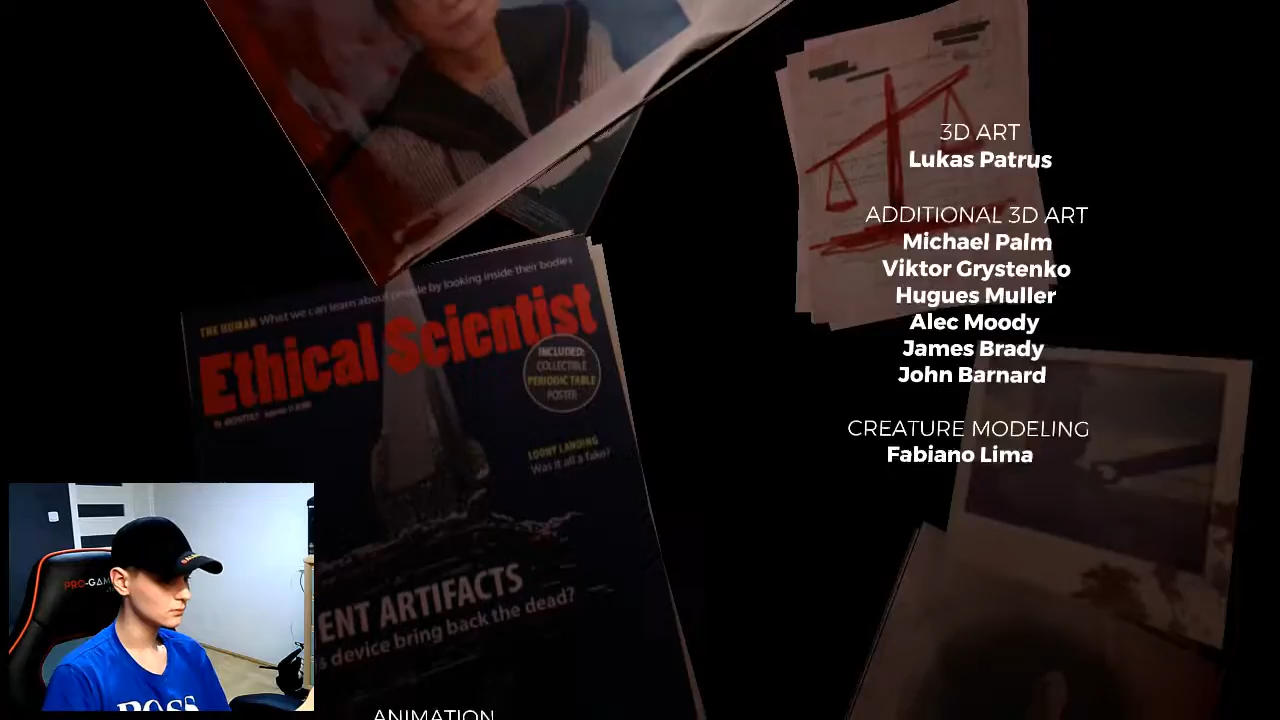 3D ART
Lukas Patrus
ADDITIONAL 3D ART
Michael Palm
Viktor Grystenko
Hugues Muller
Alec Moody
James Brady
John Barnard
CREATURE MODELING
Fabiano Lima
THE HUMAN What we can learn about people by looking inside their bodies
Ethical Scientist
INCLUDED:
COLLECTIBLE
PERIODIC TABLE
POSTER
LOONY LANDING
Was it all a fake?
ENT ARTIFACTS
s device bring back the dead?
PRO-GAM
BOSS
ANIMATION